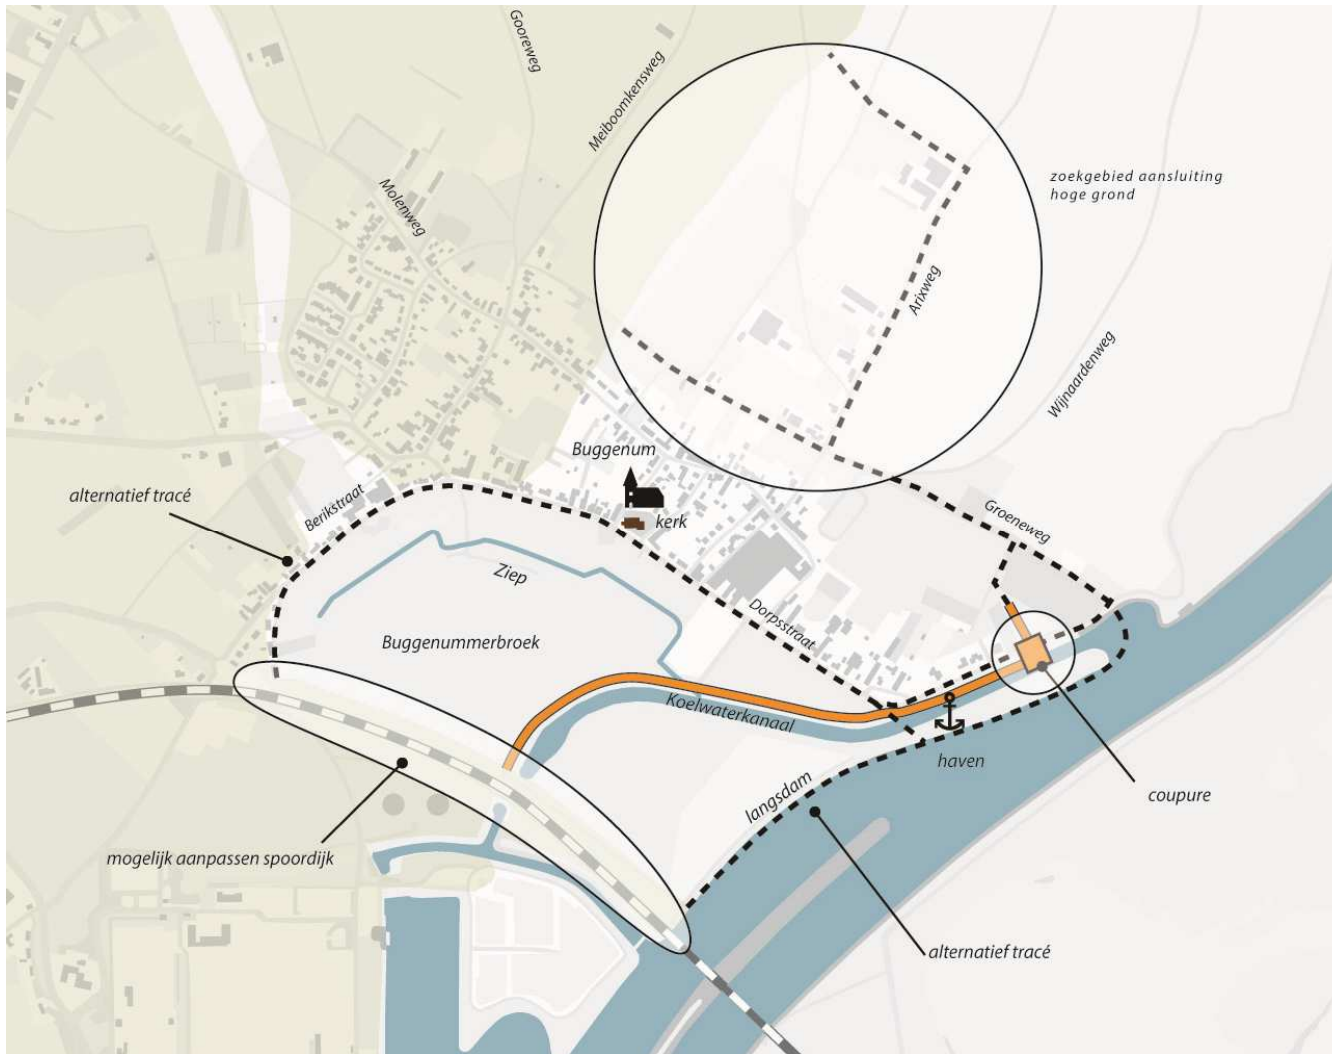 Gooreweg
Meiboomkensweg
Molenweg
zoekgebied aansluiting
hoge grond
Arixweg
Wijnaardenweg
Buggenum
alternatief tracé
Berikstraat
kerk
Groeneweg
Ziep
Dorpsstraat
Buggenummerbroek
Koelwaterkanaal
haven
langsdam
coupure
mogelijk aanpassen spoordijk
alternatief tracé